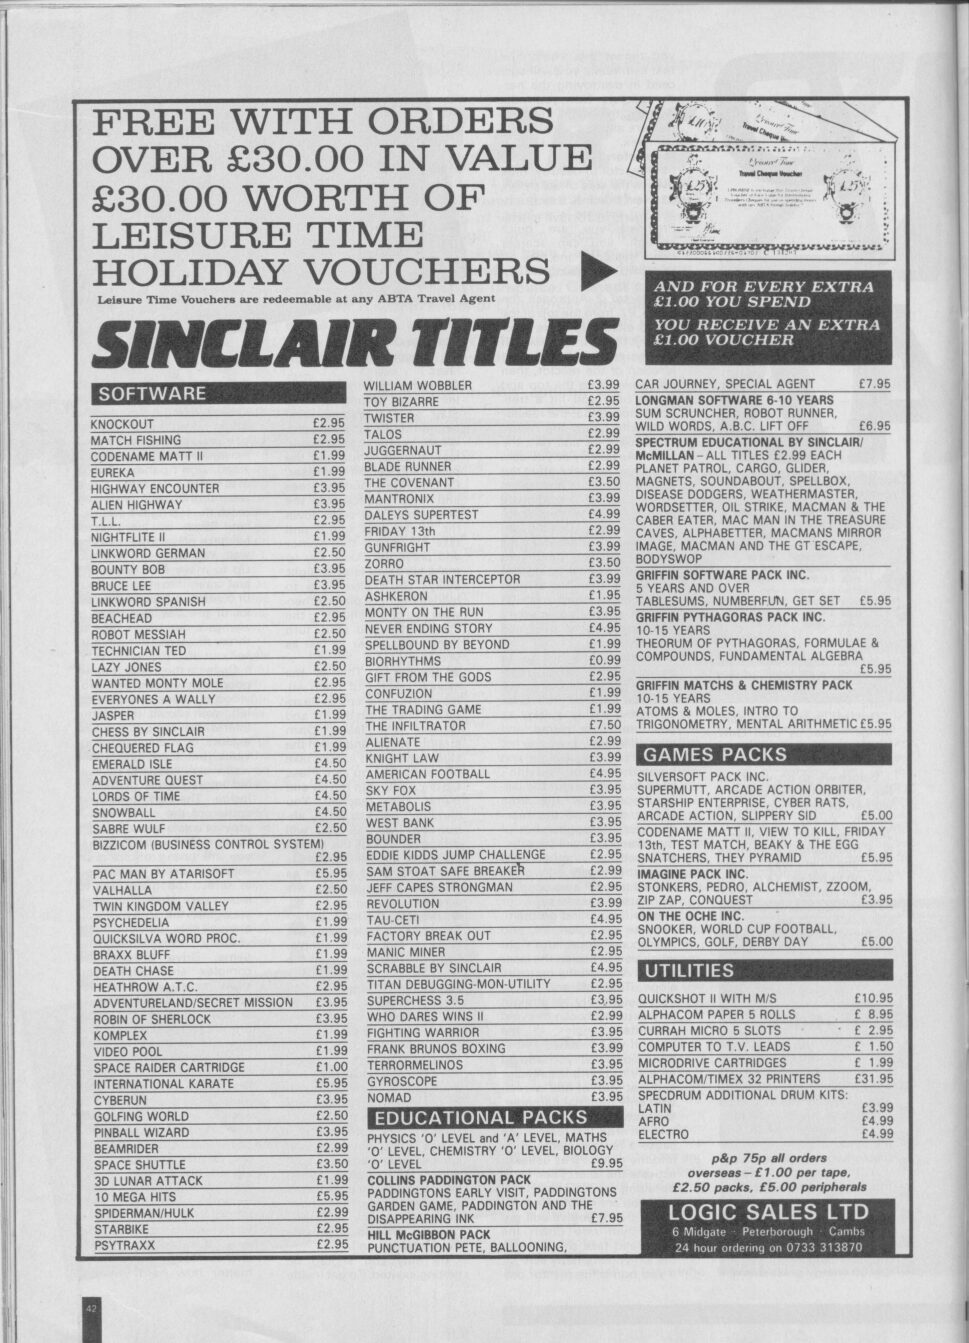 FREE WITH ORDERS
OVER £30.00 IN VALUE
£30.00 WORTH OF
LEISURE TIME
HOLIDAY VOUCHERS
Leisure Time Vouchers are redeemable at any ABTA Travel Agent
Leisure Time
Travel Cheque Voucher
£25
£25
AND FOR EVERY EXTRA
£1.00 YOU SPEND
YOU RECEIVE AN EXTRA
£1.00 VOUCHER
SINCLAIR TITLES
SOFTWARE
KNOCKOUT £2.95
MATCH FISHING £2.95
CODENAME MATT II £1.99
EUREKA £1.99
HIGHWAY ENCOUNTER £3.95
ALIEN HIGHWAY £3.95
T.L.L. £2.95
NIGHTFLITE II £1.99
LINKWORD GERMAN £2.50
BOUNTY BOB £3.95
BRUCE LEE £3.95
LINKWORD SPANISH £2.50
BEACHEAD £2.95
ROBOT MESSIAH £2.50
TECHNICIAN TED £1.99
LAZY JONES £2.50
WANTED MONTY MOLE £2.95
EVERYONES A WALLY £2.95
JASPER £1.99
CHESS BY SINCLAIR £1.99
CHEQUERED FLAG £1.99
EMERALD ISLE £4.50
ADVENTURE QUEST £4.50
LORDS OF TIME £4.50
SNOWBALL £4.50
SABRE WULF £2.50
BIZZICOM (BUSINESS CONTROL SYSTEM)
£2.95
PAC MAN BY ATARISOFT £5.95
VALHALLA £2.50
TWIN KINGDOM VALLEY £2.95
PSYCHEDELIA £1.99
QUICKSILVA WORD PROC. £1.99
BRAXX BLUFF £1.99
DEATH CHASE £1.99
HEATHROW A.T.C. £2.95
ADVENTURELAND/SECRET MISSION £3.95
ROBIN OF SHERLOCK £3.95
KOMPLEX £1.99
VIDEO POOL £1.99
SPACE RAIDER CARTRIDGE £1.00
INTERNATIONAL KARATE £5.95
CYBERUN £3.95
GOLFING WORLD £2.50
PINBALL WIZARD £3.95
BEAMRIDER £2.99
SPACE SHUTTLE £3.50
3D LUNAR ATTACK £1.99
10 MEGA HITS £5.95
SPIDERMAN/HULK £2.99
STARBIKE £2.95
PSYTRAXX £2.95
WILLIAM WOBBLER £3.99
TOY BIZARRE £2.95
TWISTER £3.99
TALOS £2.99
JUGGERNAUT £2.99
BLADE RUNNER £2.99
THE COVENANT £3.50
MANTRONIX £3.99
DALEYS SUPERTEST £4.99
FRIDAY 13th £2.99
GUNFRIGHT £3.99
ZORRO £3.50
DEATH STAR INTERCEPTOR £3.99
ASHKERON £1.95
MONTY ON THE RUN £3.95
NEVER ENDING STORY £4.95
SPELLBOUND BY BEYOND £1.99
BIORHYTHMS £0.99
GIFT FROM THE GODS £2.95
CONFUZION £1.99
THE TRADING GAME £1.99
THE INFILTRATOR £7.50
ALIENATE £2.99
KNIGHT LAW £3.99
AMERICAN FOOTBALL £4.95
SKY FOX £3.95
METABOLIS £3.95
WEST BANK £3.95
BOUNDER £3.95
EDDIE KIDDS JUMP CHALLENGE £2.95
SAM STOAT SAFE BREAKER £2.99
JEFF CAPES STRONGMAN £2.95
REVOLUTION £3.99
TAU-CETI £4.95
FACTORY BREAK OUT £2.95
MANIC MINER £2.95
SCRABBLE BY SINCLAIR £4.95
TITAN DEBUGGING-MON-UTILITY £2.95
SUPERCHESS 3.5 £3.95
WHO DARES WINS II £2.99
FIGHTING WARRIOR £3.95
FRANK BRUNOS BOXING £3.99
TERRORMELINOS £3.95
GYROSCOPE £3.95
NOMAD £3.95
EDUCATIONAL PACKS
PHYSICS 'O' LEVEL and 'A' LEVEL, MATHS
'O' LEVEL, CHEMISTRY 'O' LEVEL, BIOLOGY
'O' LEVEL £9.95
COLLINS PADDINGTON PACK
PADDINGTONS EARLY VISIT, PADDINGTONS
GARDEN GAME, PADDINGTON AND THE
DISAPPEARING INK £7.95
HILL McGIBBON PACK
PUNCTUATION PETE, BALLOONING,
CAR JOURNEY, SPECIAL AGENT £7.95
LONGMAN SOFTWARE 6-10 YEARS
SUM SCRUNCHER, ROBOT RUNNER,
WILD WORDS, A.B.C. LIFT OFF £6.95
SPECTRUM EDUCATIONAL BY SINCLAIR/
McMILLAN – ALL TITLES £2.99 EACH
PLANET PATROL, CARGO, GLIDER,
MAGNETS, SOUNDABOUT, SPELLBOX,
DISEASE DODGERS, WEATHERMASTER,
WORDSETTER, OIL STRIKE, MACMAN & THE
CABER EATER, MAC MAN IN THE TREASURE
CAVES, ALPHABETTER, MACMANS MIRROR
IMAGE, MACMAN AND THE GT ESCAPE,
BODYSWOP
GRIFFIN SOFTWARE PACK INC.
5 YEARS AND OVER
TABLESUMS, NUMBERFUN, GET SET £5.95
GRIFFIN PYTHAGORAS PACK INC.
10-15 YEARS
THEORUM OF PYTHAGORAS, FORMULAE &
COMPOUNDS, FUNDAMENTAL ALGEBRA
£5.95
GRIFFIN MATCHS & CHEMISTRY PACK
10-15 YEARS
ATOMS & MOLES, INTRO TO
TRIGONOMETRY, MENTAL ARITHMETIC £5.95
GAMES PACKS
SILVERSOFT PACK INC.
SUPERMUTT, ARCADE ACTION ORBITER,
STARSHIP ENTERPRISE, CYBER RATS,
ARCADE ACTION, SLIPPERY SID £5.00
CODENAME MATT II, VIEW TO KILL, FRIDAY
13th, TEST MATCH, BEAKY & THE EGG
SNATCHERS, THEY PYRAMID £5.95
IMAGINE PACK INC.
STONKERS, PEDRO, ALCHEMIST, ZZOOM,
ZIP ZAP, CONQUEST £3.95
ON THE OCHE INC.
SNOOKER, WORLD CUP FOOTBALL,
OLYMPICS, GOLF, DERBY DAY £5.00
UTILITIES
QUICKSHOT II WITH M/S £10.95
ALPHACOM PAPER 5 ROLLS £ 8.95
CURRAH MICRO 5 SLOTS £ 2.95
COMPUTER TO T.V. LEADS £ 1.50
MICRODRIVE CARTRIDGES £ 1.99
ALPHACOM/TIMEX 32 PRINTERS £31.95
SPECDRUM ADDITIONAL DRUM KITS:
LATIN £3.99
AFRO £4.99
ELECTRO £4.99
p&p 75p all orders
overseas – £1.00 per tape,
£2.50 packs, £5.00 peripherals
LOGIC SALES LTD
6 Midgate Peterborough Cambs
24 hour ordering on 0733 313870
42